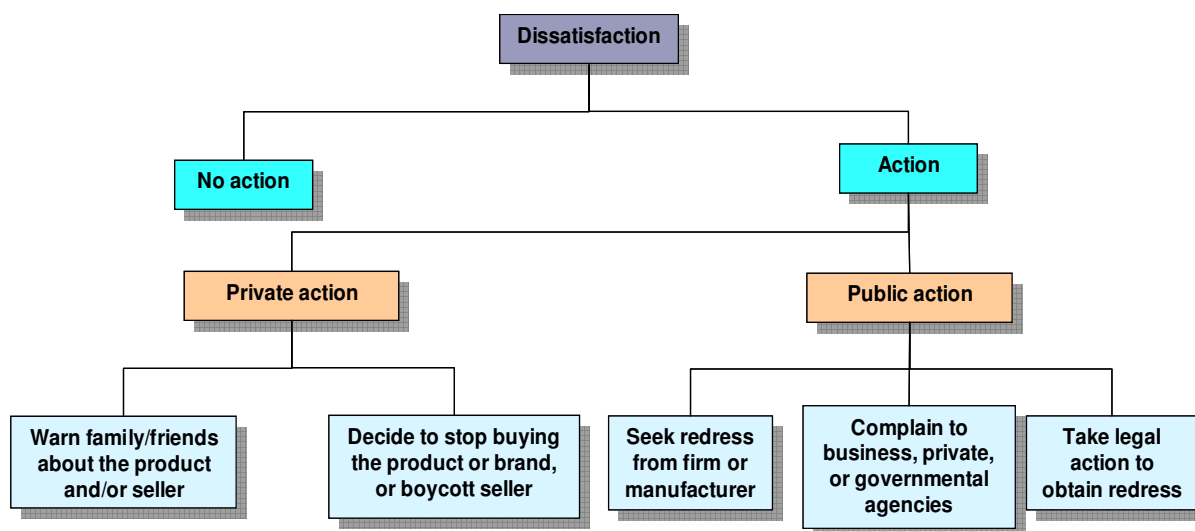 Dissatisfaction
No action
Action
Private action
Public action
Warn family/friends
about the product
and/or seller
Decide to stop buying
the product or brand,
or boycott seller
Seek redress
from firm or
manufacturer
Complain to
business, private,
or governmental
agencies
Take legal
action to
obtain redress